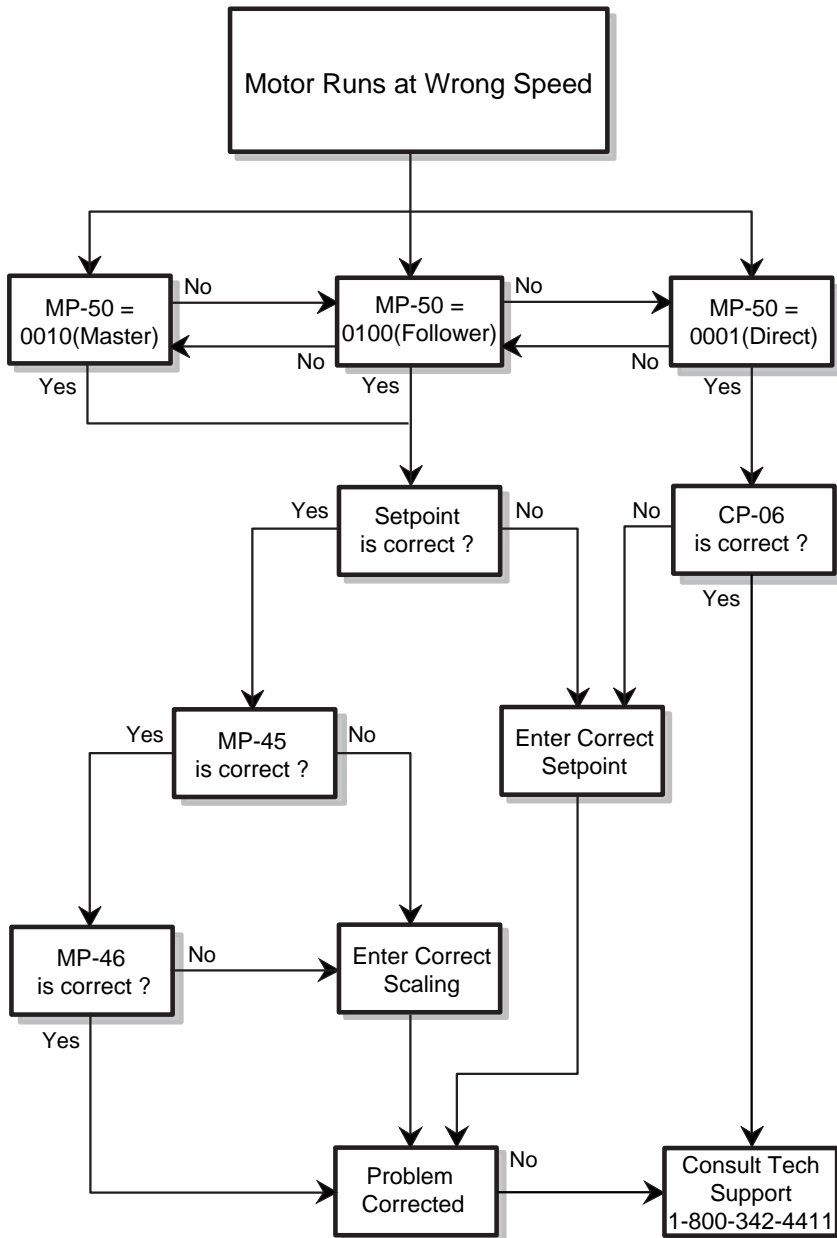 Motor Runs at Wrong Speed
MP-50 =
0010(Master)
No
No
MP-50 =
0100(Follower)
No
No
MP-50 =
0001(Direct)
Yes
Yes
Yes
Yes
Setpoint
is correct ?
No
No
CP-06
is correct ?
Yes
Yes
MP-45
is correct ?
No
Enter Correct
Setpoint
MP-46
is correct ?
No
Enter Correct
Scaling
Yes
Problem
Corrected
No
Consult Tech
Support
1-800-342-4411